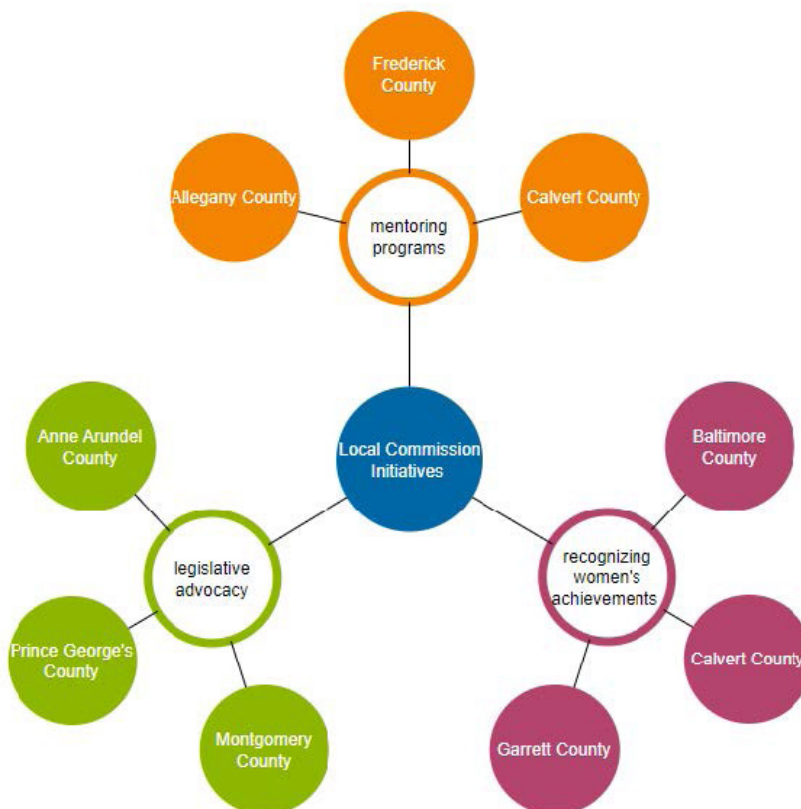 Frederick
County
Allegany County
Calvert County
mentoring
programs
Local Commission
Initiatives
Anne Arundel
County
legislative
advocacy
Prince George's
County
Montgomery
County
Baltimore
County
recognizing
women's
achievements
Calvert County
Garrett County